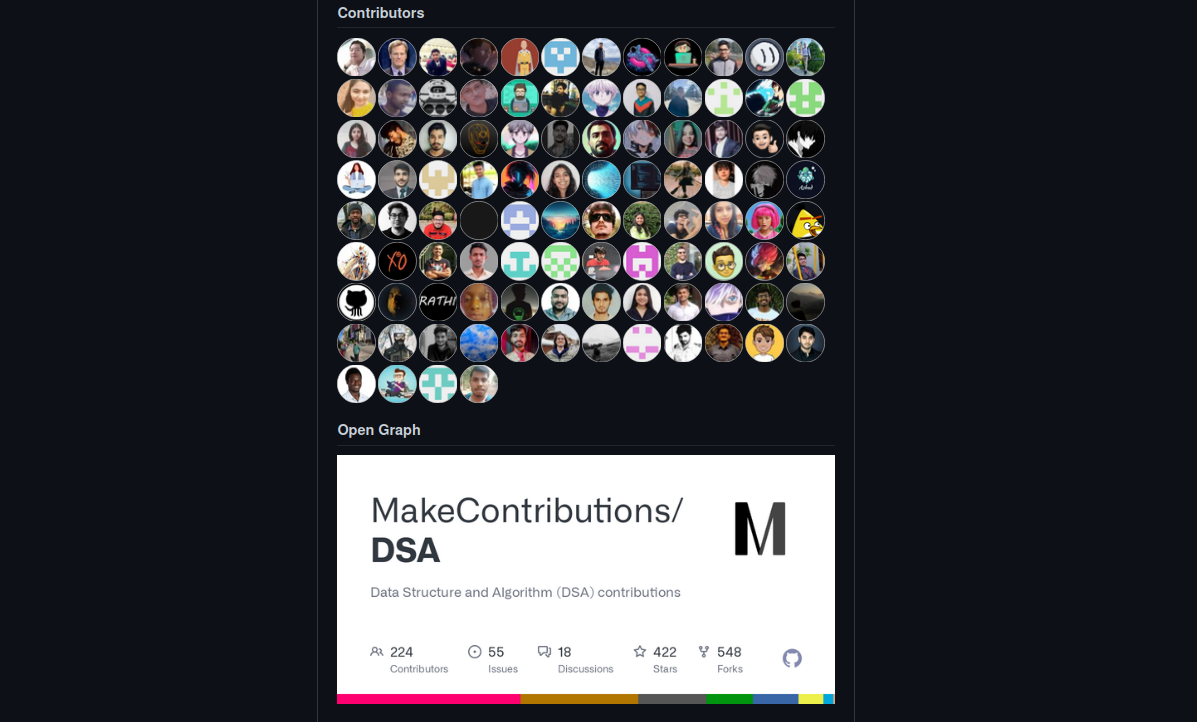 Contributors
XO
RATHI
Open Graph
MakeContributions/
DSA
M
Data Structure and Algorithm (DSA) contributions
224 55 18 422 548
Contributors Issues Discussions Stars Forks